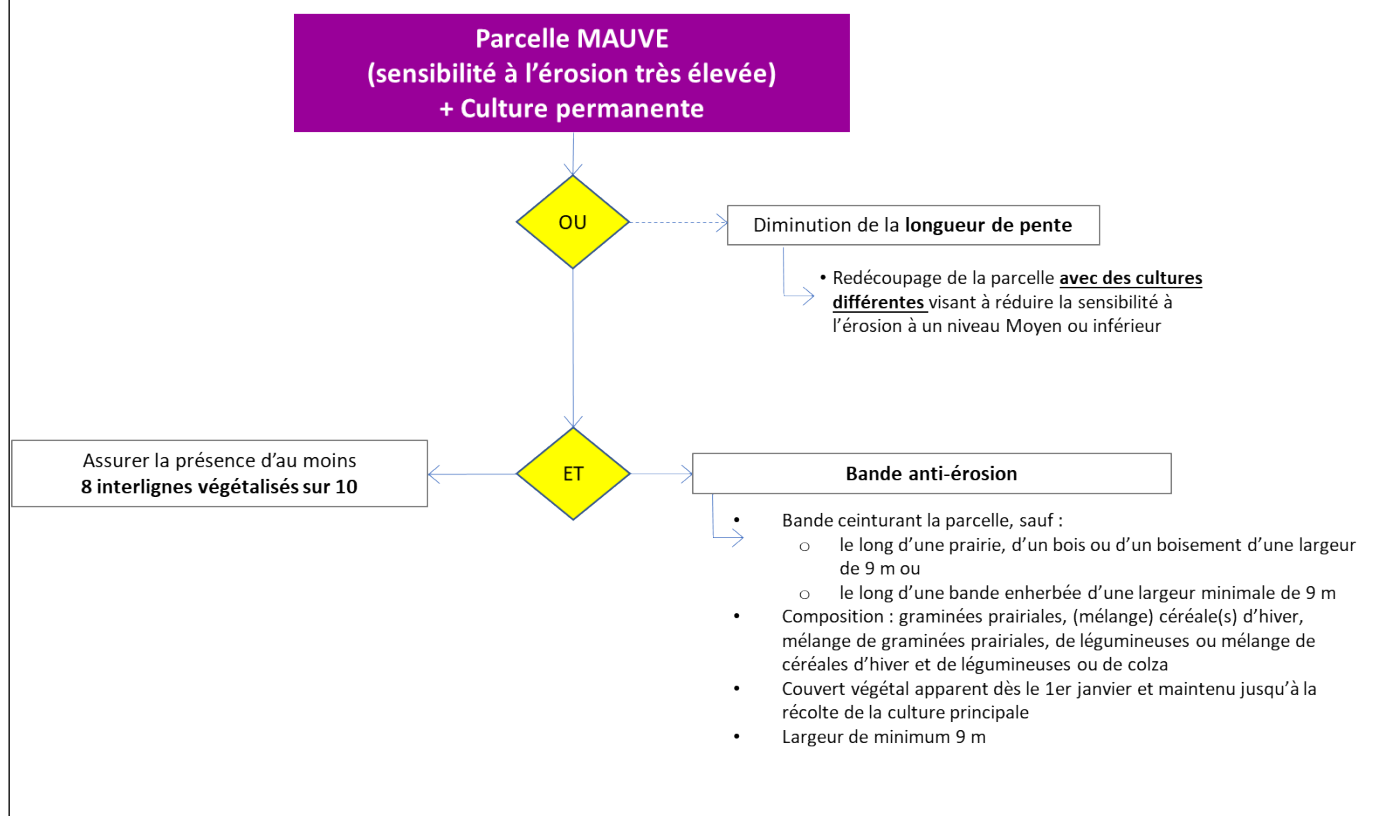 Parcelle MAUVE
(sensibilité à l’érosion très élevée)
+ Culture permanente
OU
Diminution de la longueur de pente
• Redécoupage de la parcelle avec des cultures
différentes visant à réduire la sensibilité à
l’érosion à un niveau Moyen ou inférieur
Assurer la présence d’au moins
8 interlignes végétalisés sur 10
ET
Bande anti-érosion
• Bande ceinturant la parcelle, sauf :
o le long d’une prairie, d’un bois ou d’un boisement d’une largeur
de 9 m ou
o le long d’une bande enherbée d’une largeur minimale de 9 m
• Composition : graminées prairiales, (mélange) céréale(s) d’hiver,
mélange de graminées prairiales, de légumineuses ou mélange de
céréales d’hiver et de légumineuses ou de colza
• Couvert végétal apparent dès le 1er janvier et maintenu jusqu’à la
récolte de la culture principale
• Largeur de minimum 9 m